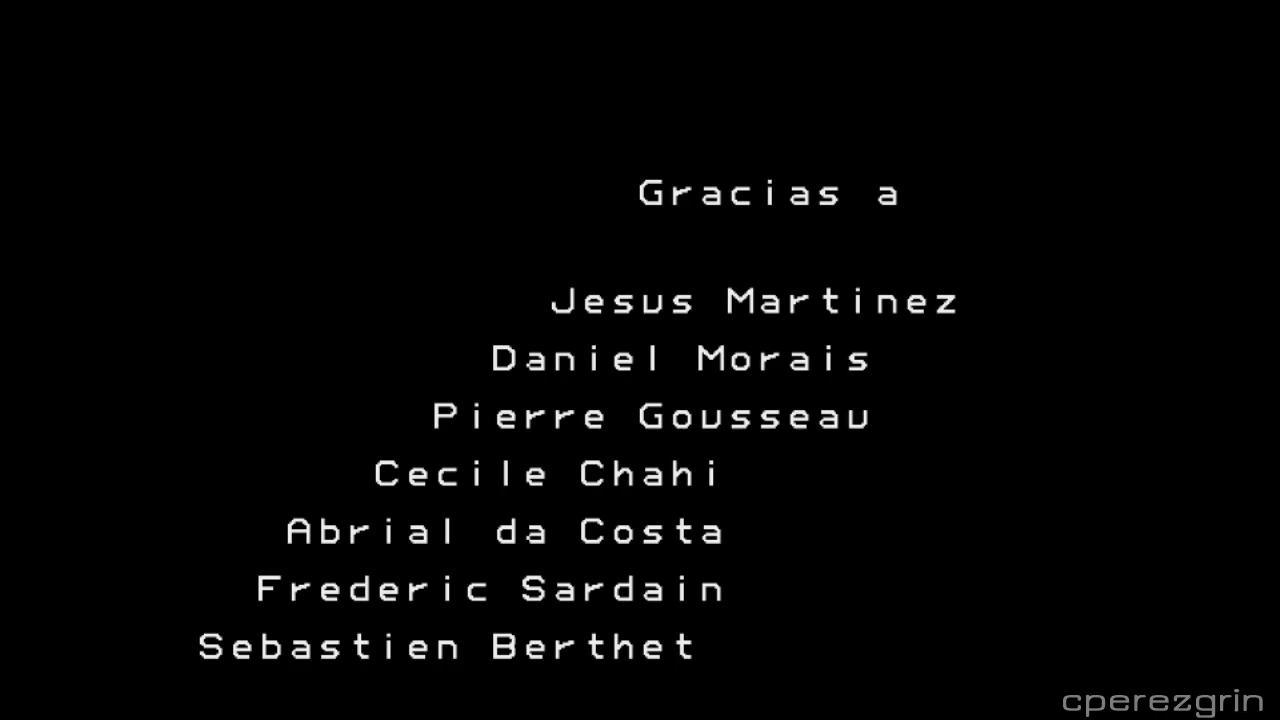 Gracias a
Jesus Martinez
Daniel Morais
Pierre Gousseau
Cecile Chahi
Abrial da Costa
Frederic Sardain
Sebastien Berthet
cperezgrin